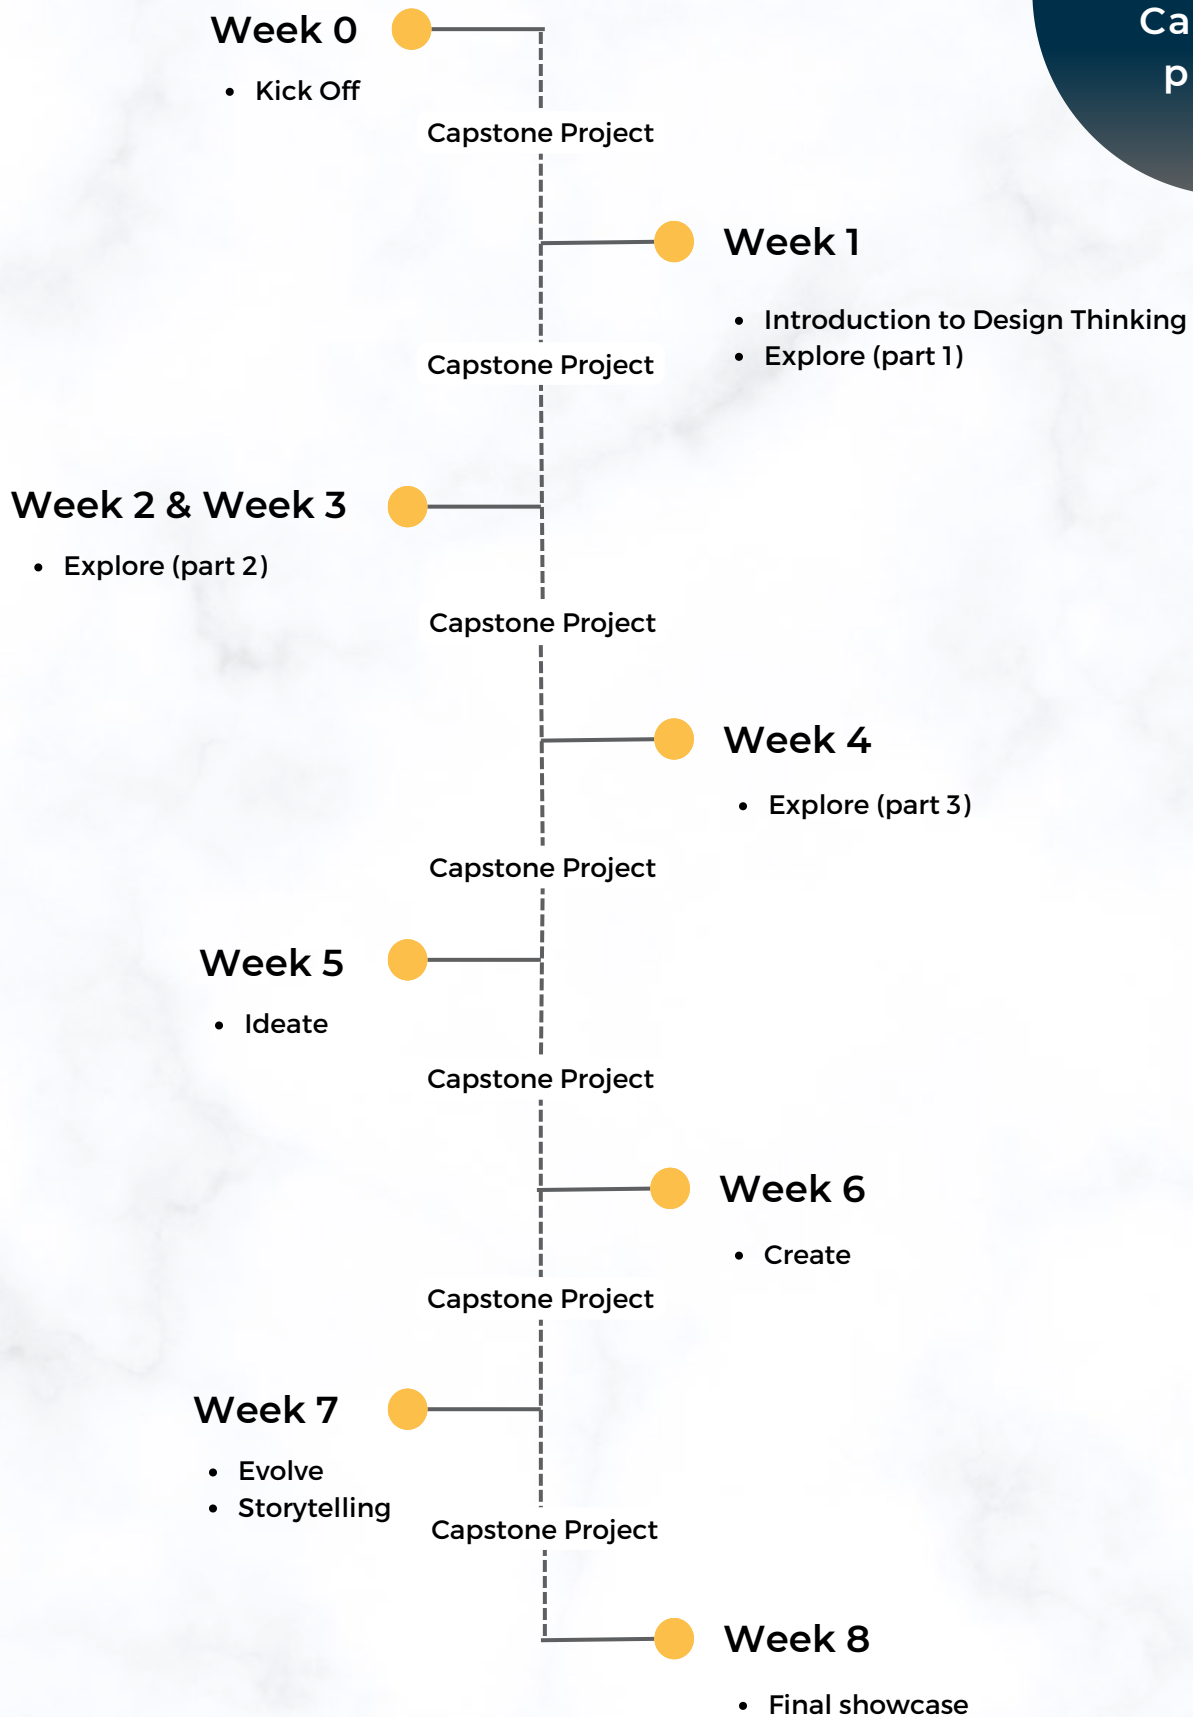 Ca
p
Week 0
• Kick Off
Capstone Project
Week 1
• Introduction to Design Thinking
• Explore (part 1)
Capstone Project
Week 2 & Week 3
• Explore (part 2)
Capstone Project
Week 4
• Explore (part 3)
Capstone Project
Week 5
• Ideate
Capstone Project
Week 6
• Create
Capstone Project
Week 7
• Evolve
• Storytelling
Capstone Project
Week 8
• Final showcase